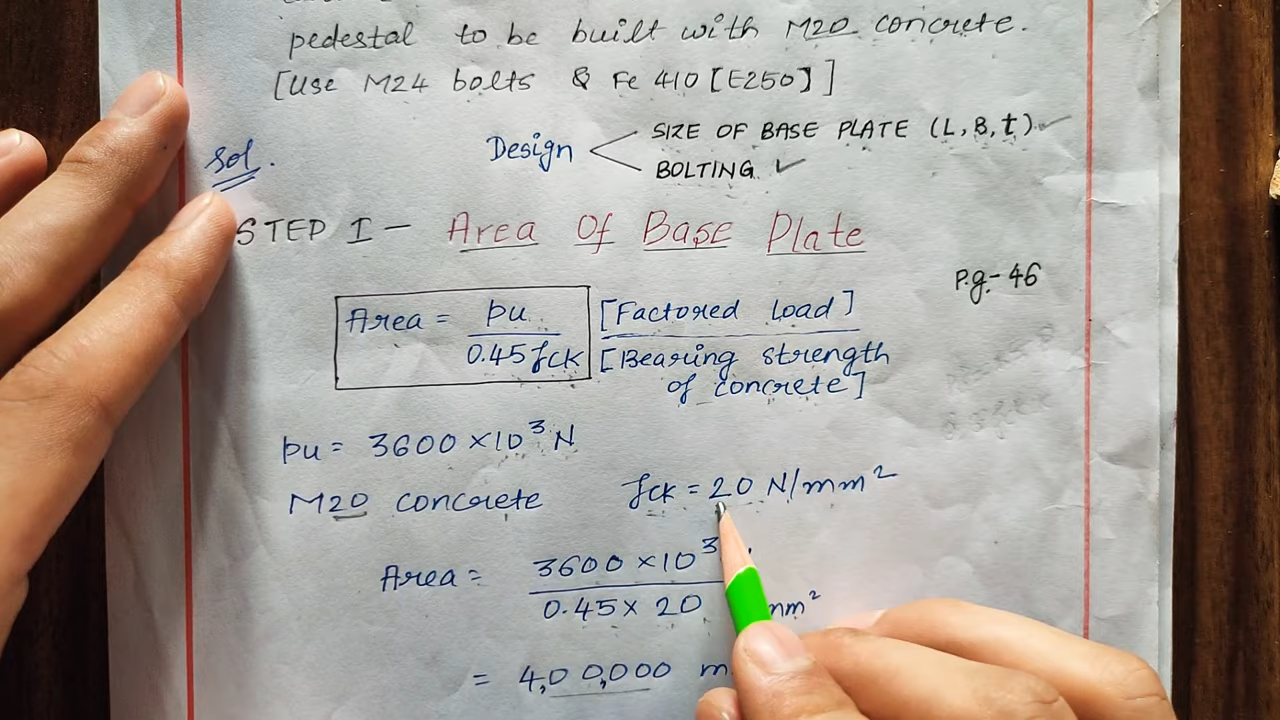 pedestal to be built with M20 concrete.
[Use M24 bolts & Fe 410 [E250]]
Sol.
Design
SIZE OF BASE PLATE (L, B, t) ✓
BOLTING ✓
STEP I - Area Of Base Plate
P.g.- 46
Area = pu / 0.45fck [Factored load] / [Bearing strength of concrete]
pu = 3600 × 10³ N
M20 concrete fck = 20 N/mm²
Area = 3600 × 10³ / 0.45 × 20 mm²
= 4,00,000 m